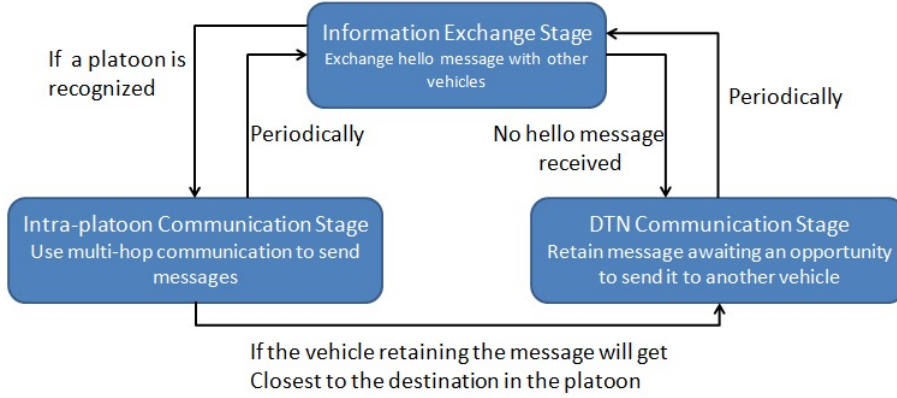 Information Exchange Stage
Exchange hello message with other
vehicles
If a platoon is
recognized
Periodically
No hello message
received
Periodically
Intra-platoon Communication Stage
Use multi-hop communication to send
messages
DTN Communication Stage
Retain message awaiting an opportunity
to send it to another vehicle
If the vehicle retaining the message will get
Closest to the destination in the platoon